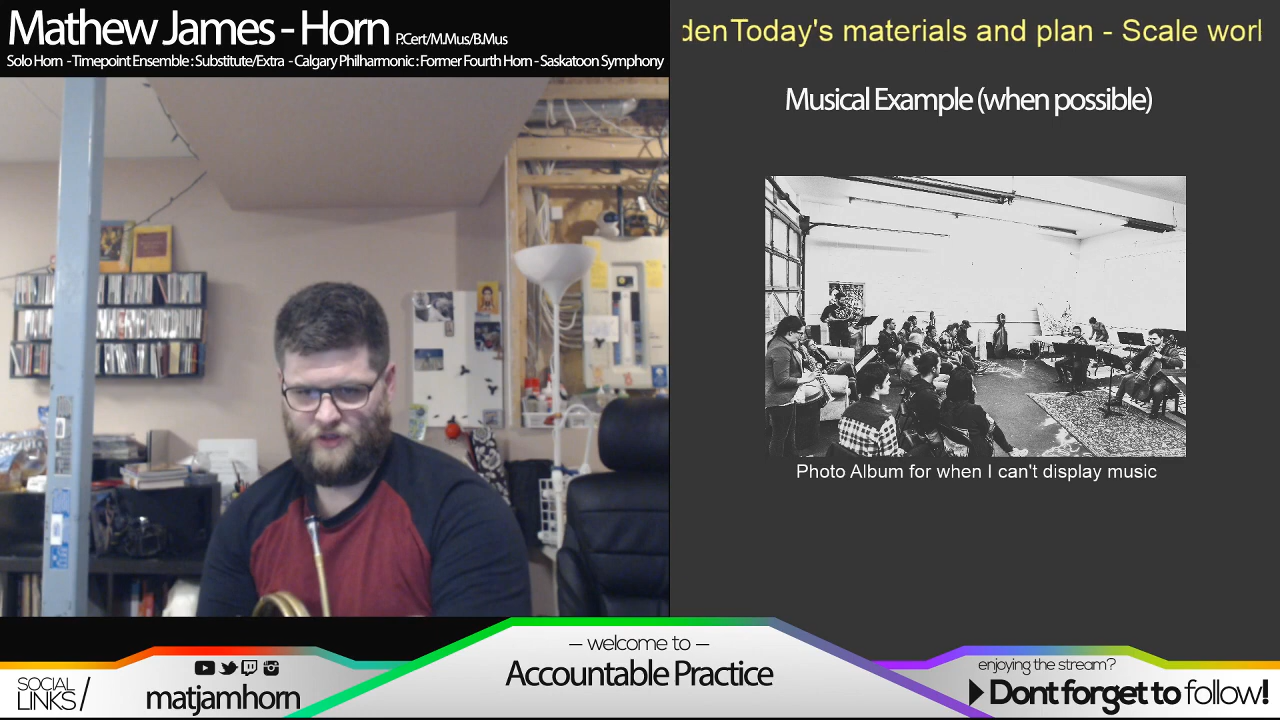 Mathew James - Horn P.Cert/M.Mus/B.Mus
Solo Horn - Timepoint Ensemble : Substitute/Extra - Calgary Philharmonic : Former Fourth Horn - Saskatoon Symphony
den Today's materials and plan - Scale worl
Musical Example (when possible)
Photo Album for when I can't display music
— welcome to —
Accountable Practice
SOCIAL
LINKS
matjamhorn
enjoying the stream?
Dont forget to follow!